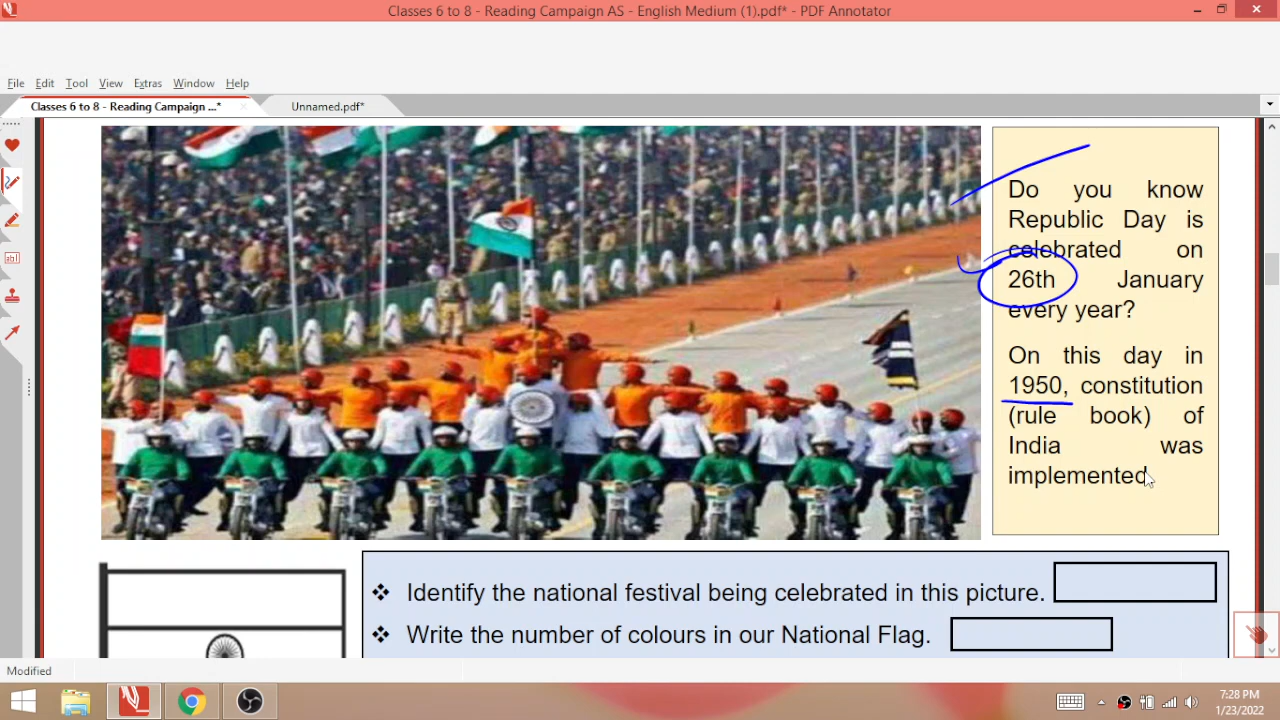 Classes 6 to 8 - Reading Campaign AS - English Medium (1).pdf* - PDF Annotator
File Edit Tool View Extras Window Help
Classes 6 to 8 - Reading Campaign ...* Unnamed.pdf*
Do you know
Republic Day is
celebrated on
26th January
every year?
On this day in
1950, constitution
(rule book) of
India was
implemented
❖ Identify the national festival being celebrated in this picture.
❖ Write the number of colours in our National Flag.
Modified
7:28 PM
1/23/2022